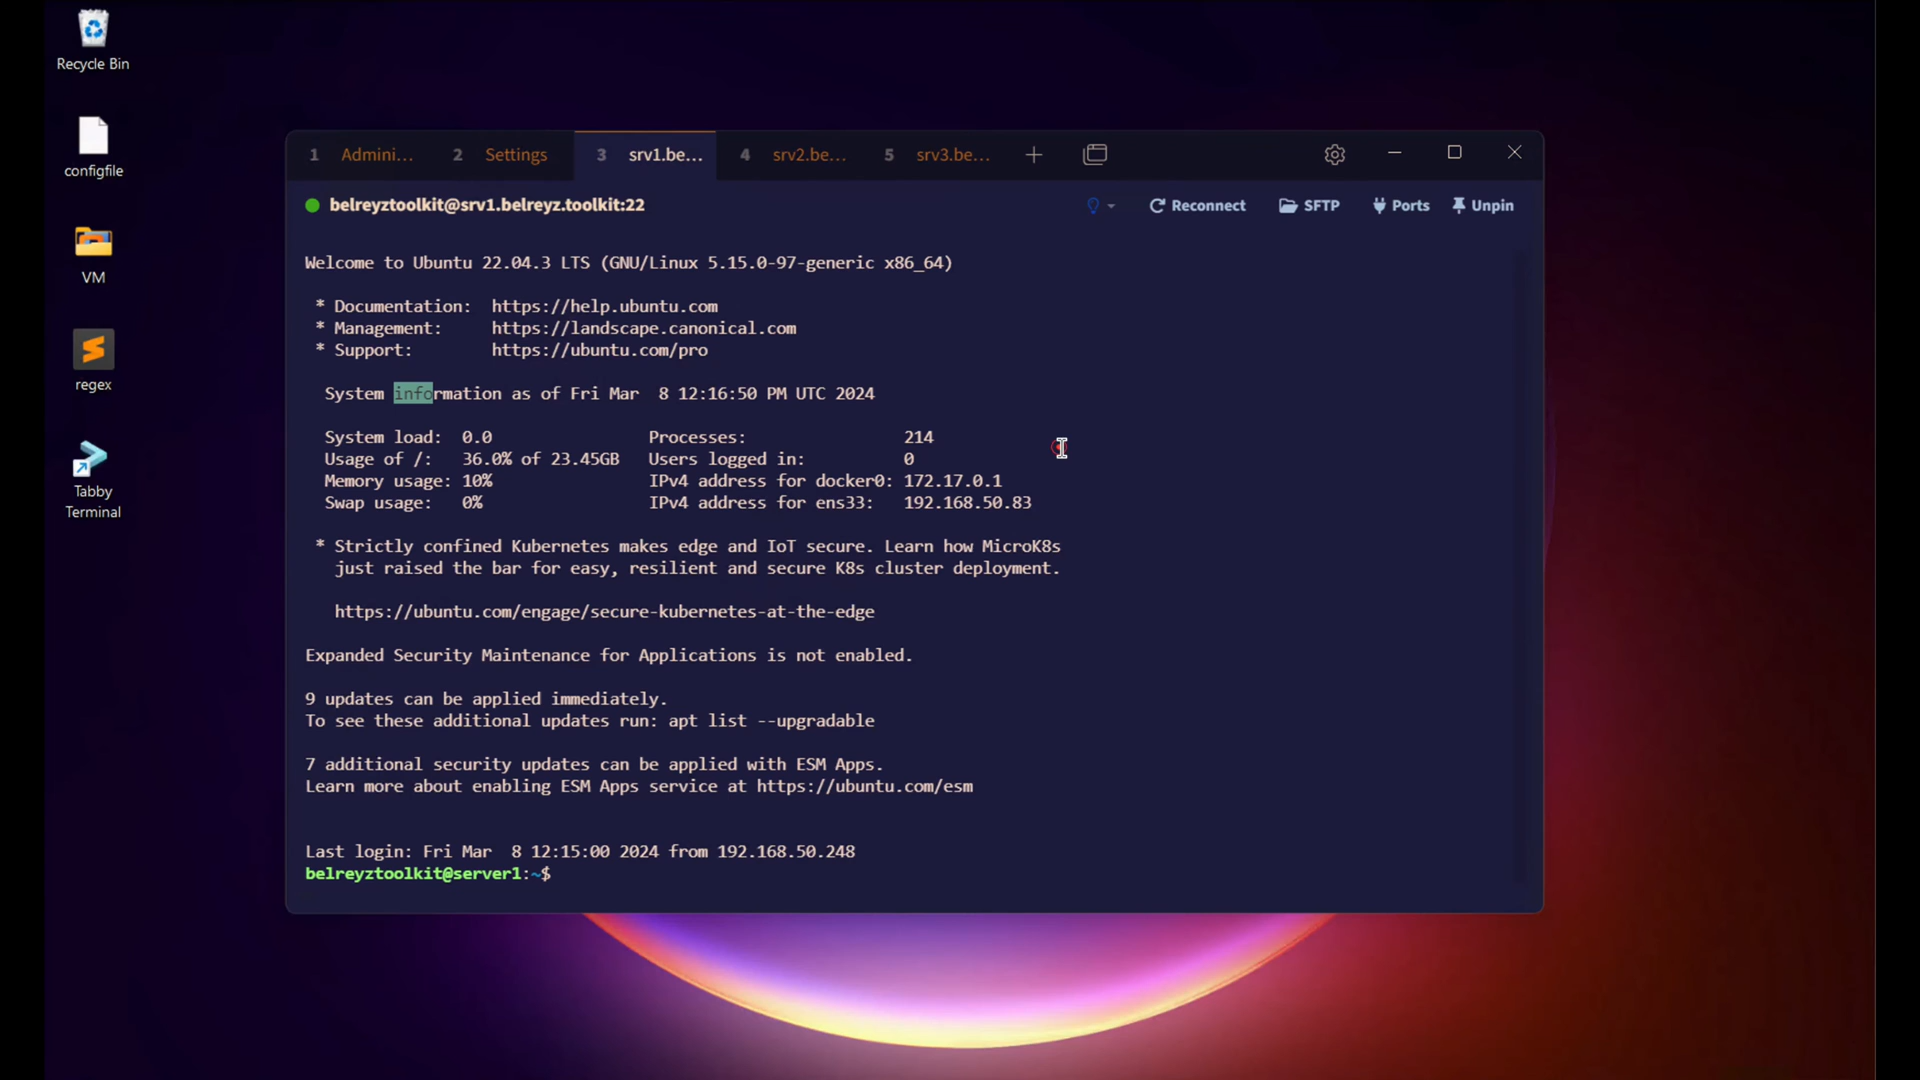 Recycle Bin
configfile
VM
regex
Tabby
Terminal
1 Admini... 2 Settings 3 srv1.be... 4 srv2.be... 5 srv3.be...
belreyztoolkit@srv1.belreyz.toolkit:22 Reconnect SFTP Ports Unpin
Welcome to Ubuntu 22.04.3 LTS (GNU/Linux 5.15.0-97-generic x86_64)
* Documentation: https://help.ubuntu.com
* Management: https://landscape.canonical.com
* Support: https://ubuntu.com/pro
System information as of Fri Mar 8 12:16:50 PM UTC 2024
System load: 0.0 Processes: 214
Usage of /: 36.0% of 23.45GB Users logged in: 0
Memory usage: 10% IPv4 address for docker0: 172.17.0.1
Swap usage: 0% IPv4 address for ens33: 192.168.50.83
* Strictly confined Kubernetes makes edge and IoT secure. Learn how MicroK8s
just raised the bar for easy, resilient and secure K8s cluster deployment.
https://ubuntu.com/engage/secure-kubernetes-at-the-edge
Expanded Security Maintenance for Applications is not enabled.
9 updates can be applied immediately.
To see these additional updates run: apt list --upgradable
7 additional security updates can be applied with ESM Apps.
Learn more about enabling ESM Apps service at https://ubuntu.com/esm
Last login: Fri Mar 8 12:15:00 2024 from 192.168.50.248
belreyztoolkit@server1:~$